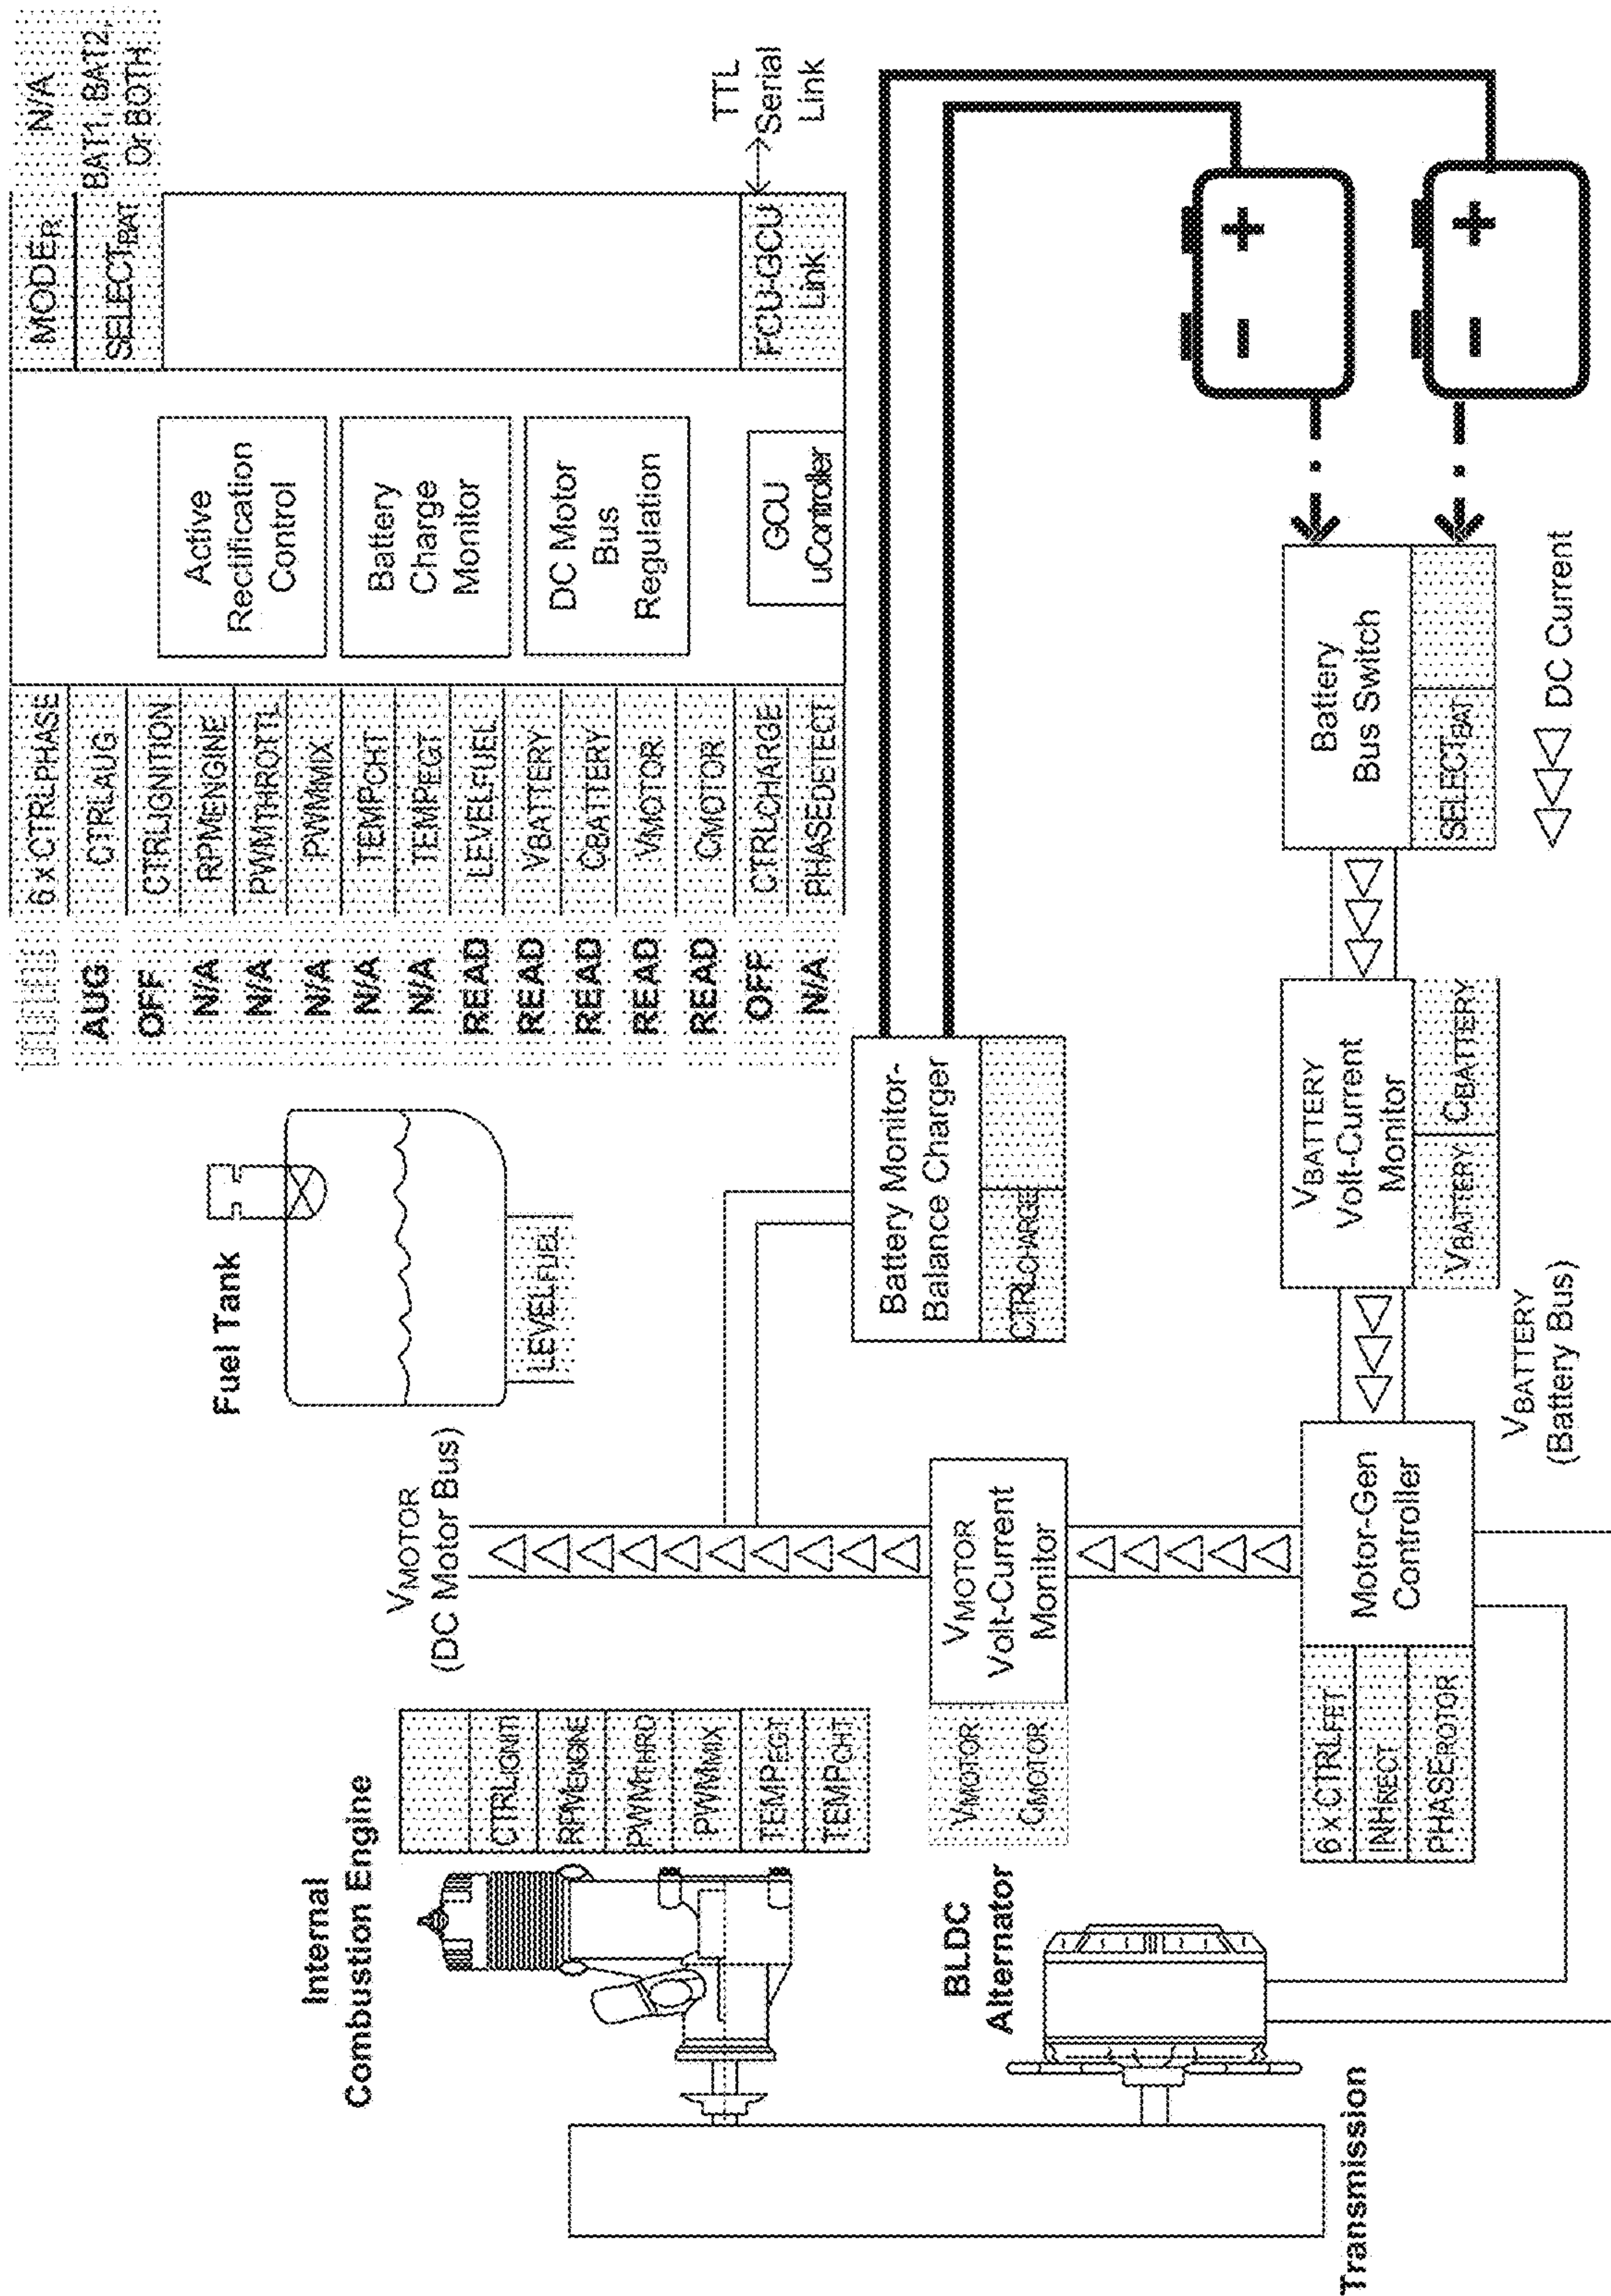 Internal
Combustion Engine
CTRLIGNITI
RPMENGINE
PWMTHRO
PWMMIX
TEMPEGT
TEMPCHT
BLDC
Alternator
Transmission
VMOTOR
(DC Motor Bus)
VMOTOR
Volt-Current
Monitor
VMOTOR
CMOTOR
Motor-Gen
Controller
6 x CTRLFET
INHRECT
PHASEROTOR
Fuel Tank
LEVELFUEL
Battery Monitor-
Balance Charger
CTRLCHARGE
VBATTERY
Volt-Current
Monitor
VBATTERY CBATTERY
VBATTERY
(Battery Bus)
Battery
Bus Switch
SELECTBAT
DC Current
6 x CTRLPHASE
AUG CTRLAUG
OFF CTRLIGNITION
N/A RPMENGINE
N/A PWMTHROTTL
N/A PWMMIX
N/A TEMPCHT
N/A TEMPEGT
READ LEVELFUEL
READ VBATTERY
READ CBATTERY
READ VMOTOR
READ CMOTOR
OFF CTRLCHARGE
N/A PHASEDETECT
Active
Rectification
Control
Battery
Charge
Monitor
DC Motor
Bus
Regulation
GCU
uController
MODER N/A
SELECTBAT BAT1, BAT2,
Or BOTH
FCU-GCU
Link
TTL
Serial
Link
− +
− +